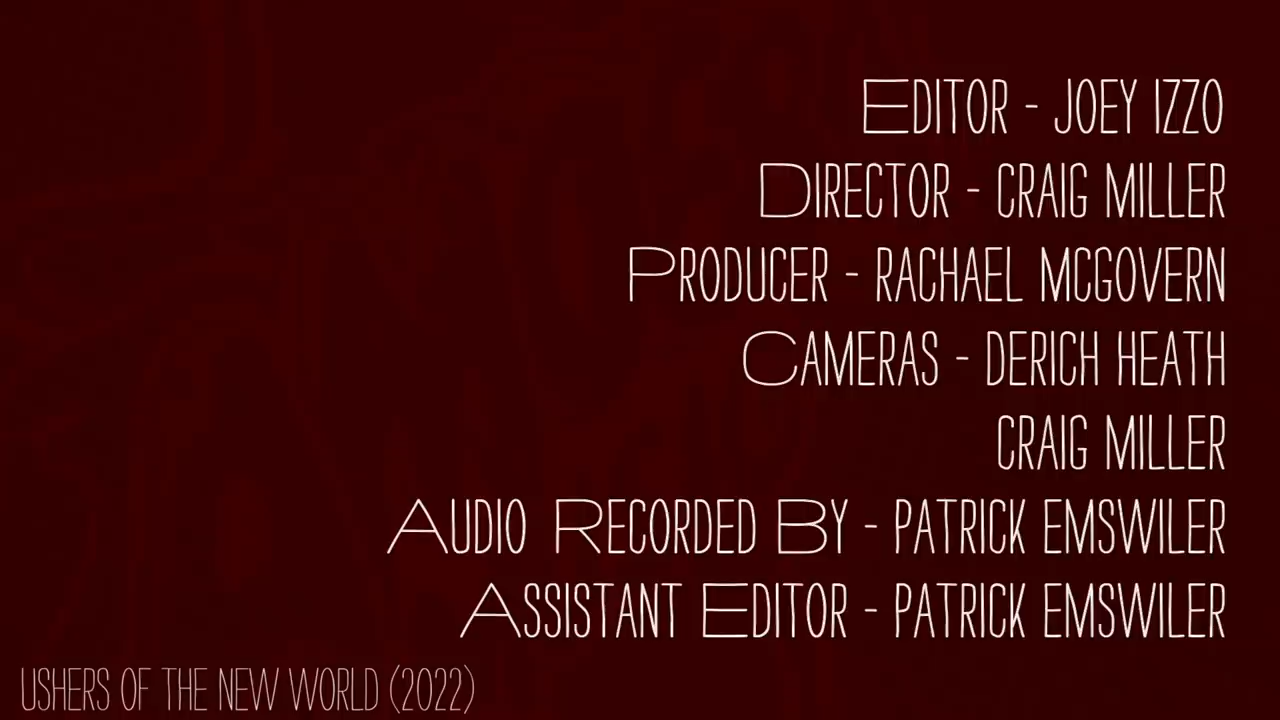 EDITOR - JOEY IZZO
DIRECTOR - CRAIG MILLER
PRODUCER - RACHAEL MCGOVERN
CAMERAS - DERICH HEATH
CRAIG MILLER
AUDIO RECORDED BY - PATRICK EMSWILER
ASSISTANT EDITOR - PATRICK EMSWILER
USHERS OF THE NEW WORLD (2022)